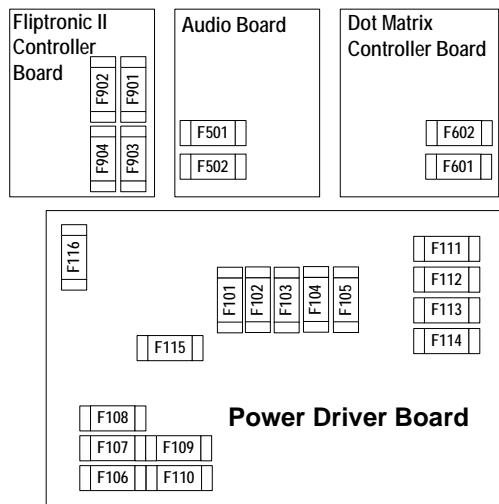 Fliptronic II
Controller
Board
F902
F901
F904
F903
Audio Board
F501
F502
Dot Matrix
Controller Board
F602
F601
F116
F101
F102
F103
F104
F105
F111
F112
F113
F114
F115
Power Driver Board
F108
F107
F109
F106
F110